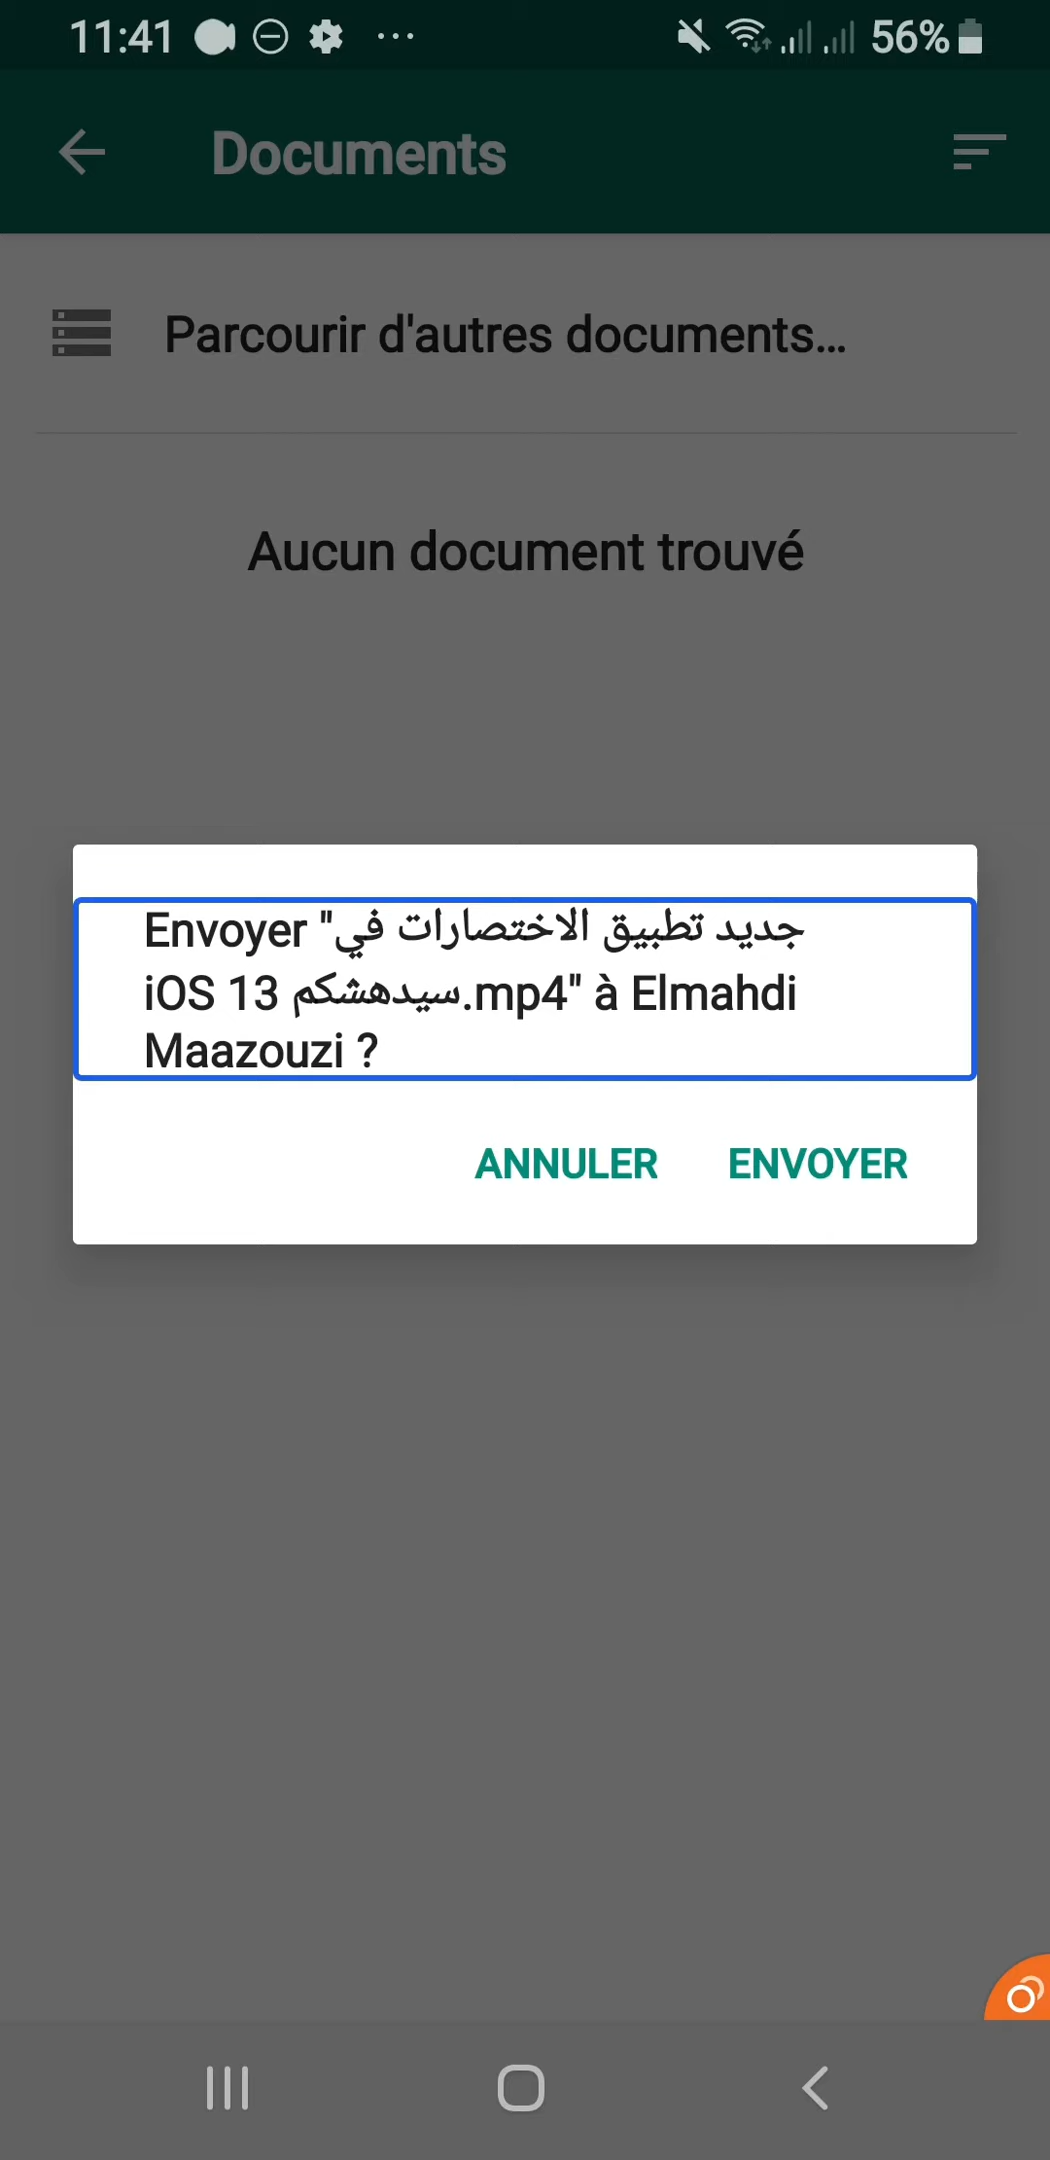 11:41
56%
Documents
Parcourir d'autres documents...
Aucun document trouvé
Envoyer "جديد تطبيق الاختصارات في
iOS 13 سيدهشكم.mp4" à Elmahdi
Maazouzi ?
ANNULER
ENVOYER